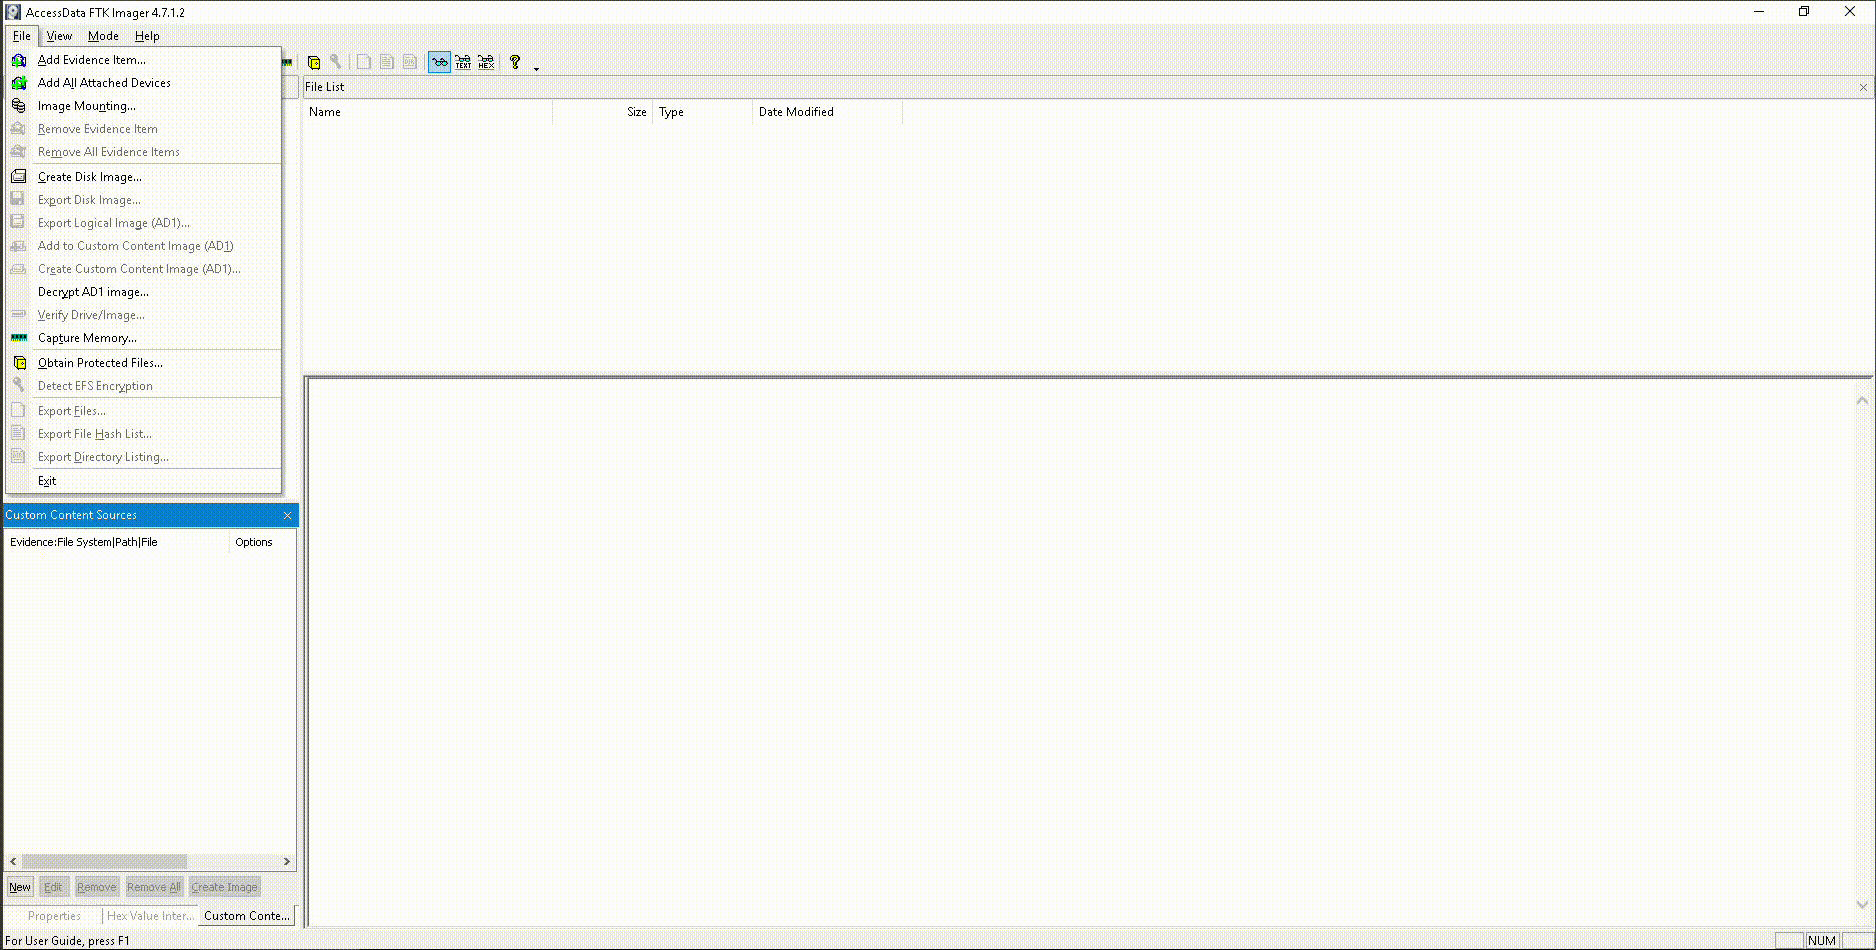 AccessData FTK Imager 4.7.1.2
File View Mode Help
Add Evidence Item...
Add All Attached Devices
Image Mounting...
Remove Evidence Item
Remove All Evidence Items
Create Disk Image...
Export Disk Image...
Export Logical Image (AD1)...
Add to Custom Content Image (AD1)
Create Custom Content Image (AD1)...
Decrypt AD1 image...
Verify Drive/Image...
Capture Memory...
Obtain Protected Files...
Detect EFS Encryption
Export Files...
Export File Hash List...
Export Directory Listing...
Exit
TEXT HEX ?
File List
Name Size Type Date Modified
Custom Content Sources
Evidence:File System|Path|File Options
New Edit Remove Remove All Create Image
Properties Hex Value Inter... Custom Conte...
For User Guide, press F1 NUM